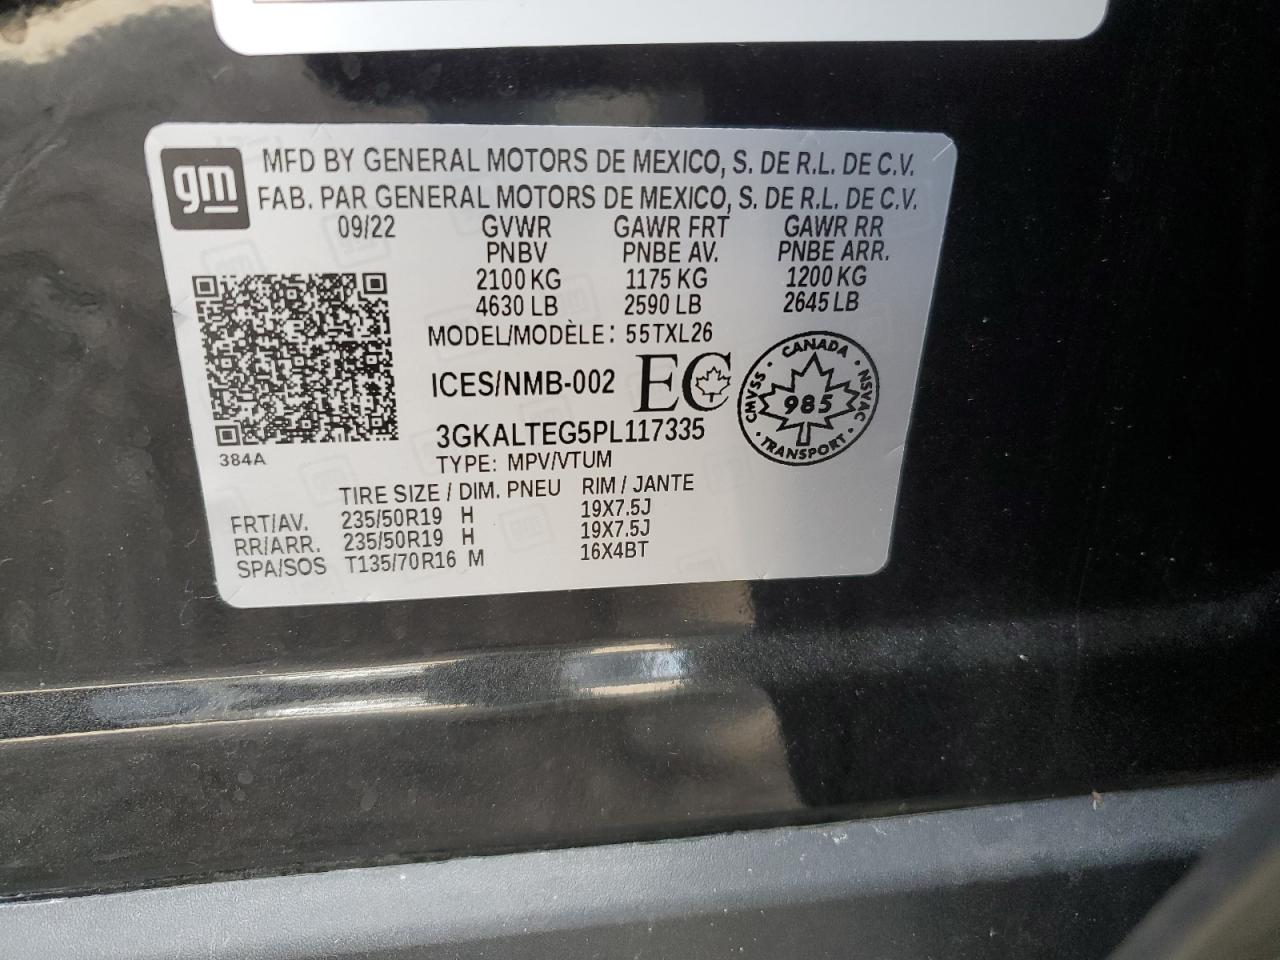 gm
MFD BY GENERAL MOTORS DE MEXICO, S. DE R.L. DE C.V.
FAB. PAR GENERAL MOTORS DE MEXICO, S. DE R.L. DE C.V.
09/22 GVWR GAWR FRT GAWR RR
PNBV PNBE AV. PNBE ARR.
2100 KG 1175 KG 1200 KG
4630 LB 2590 LB 2645 LB
MODEL/MODÈLE: 55TXL26
ICES/NMB-002 EC
CANADA
CMVSS 985 NSVAC
TRANSPORT
3GKALTEG5PL117335
384A
TYPE: MPV/VTUM
TIRE SIZE / DIM. PNEU RIM / JANTE
FRT/AV. 235/50R19 H 19X7.5J
RR/ARR. 235/50R19 H 19X7.5J
SPA/SOS T135/70R16 M 16X4BT